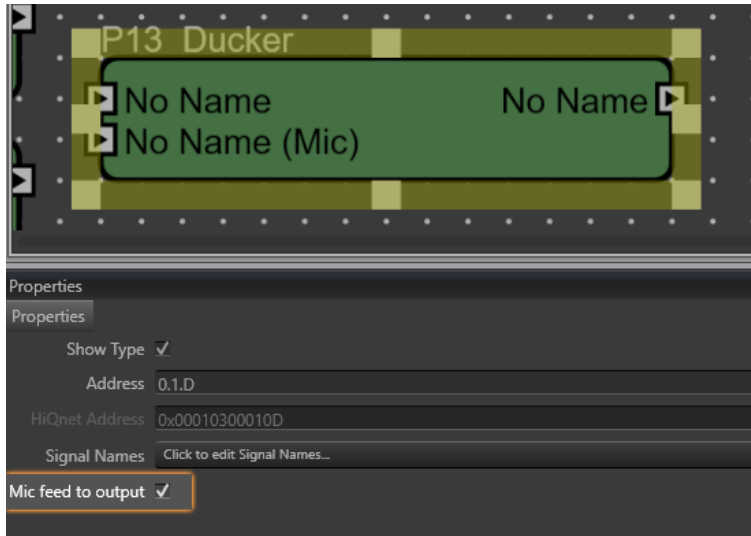 P13 Ducker
No Name
No Name
No Name (Mic)
Properties
Properties
Show Type
Address 0.1.D
HiQnet Address 0x00010300010D
Signal Names Click to edit Signal Names...
Mic feed to output